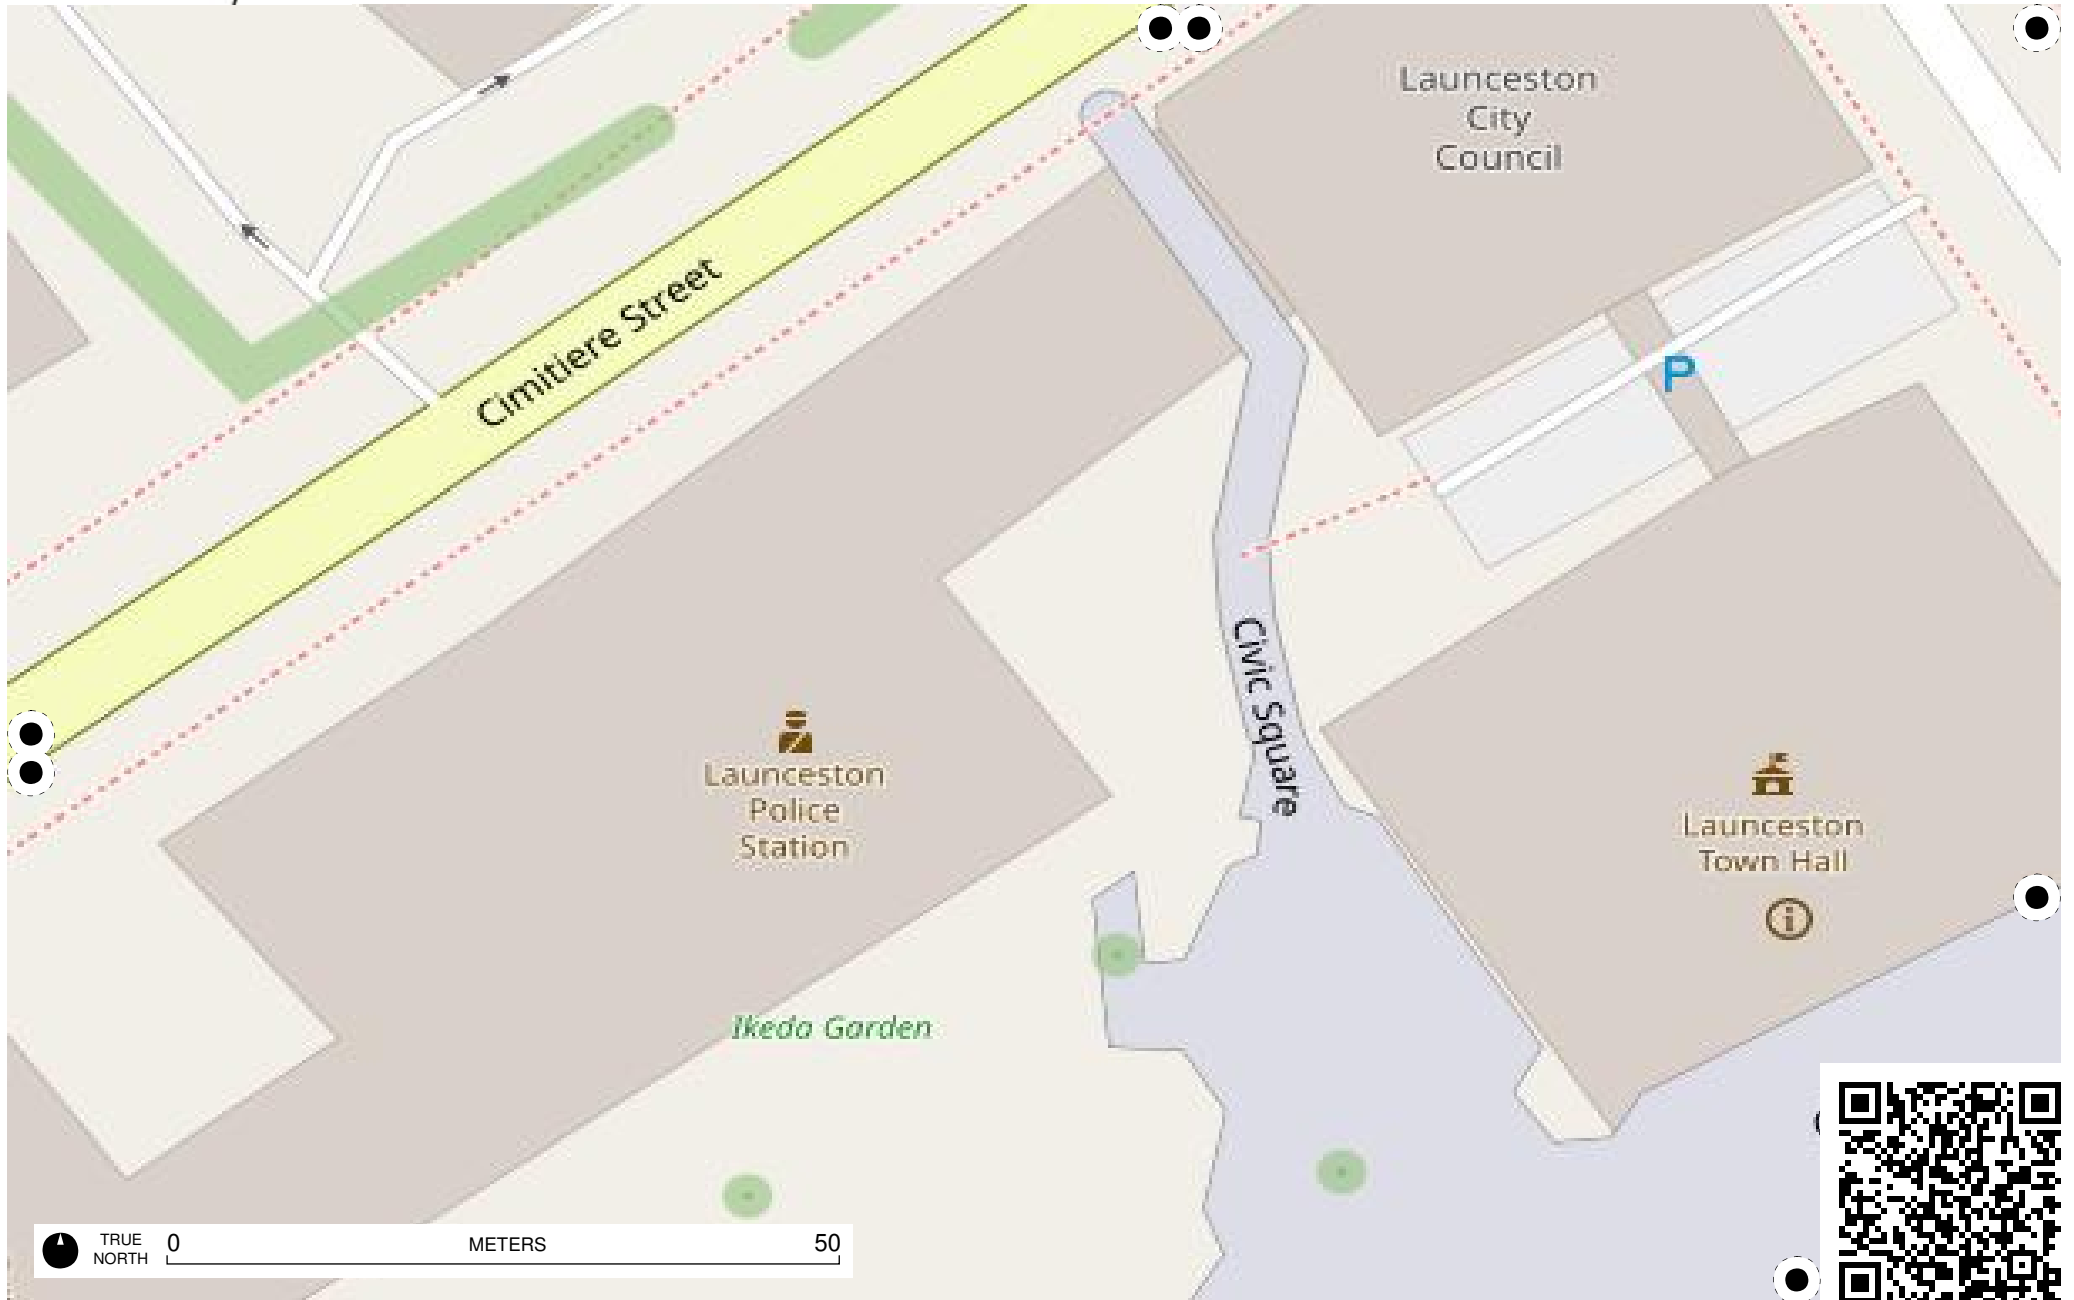 Launceston
City
Council
Cimitiere Street
P
Civic Square
Launceston
Police
Station
Launceston
Town Hall
i
Ikeda Garden
TRUE
NORTH
0
METERS
50